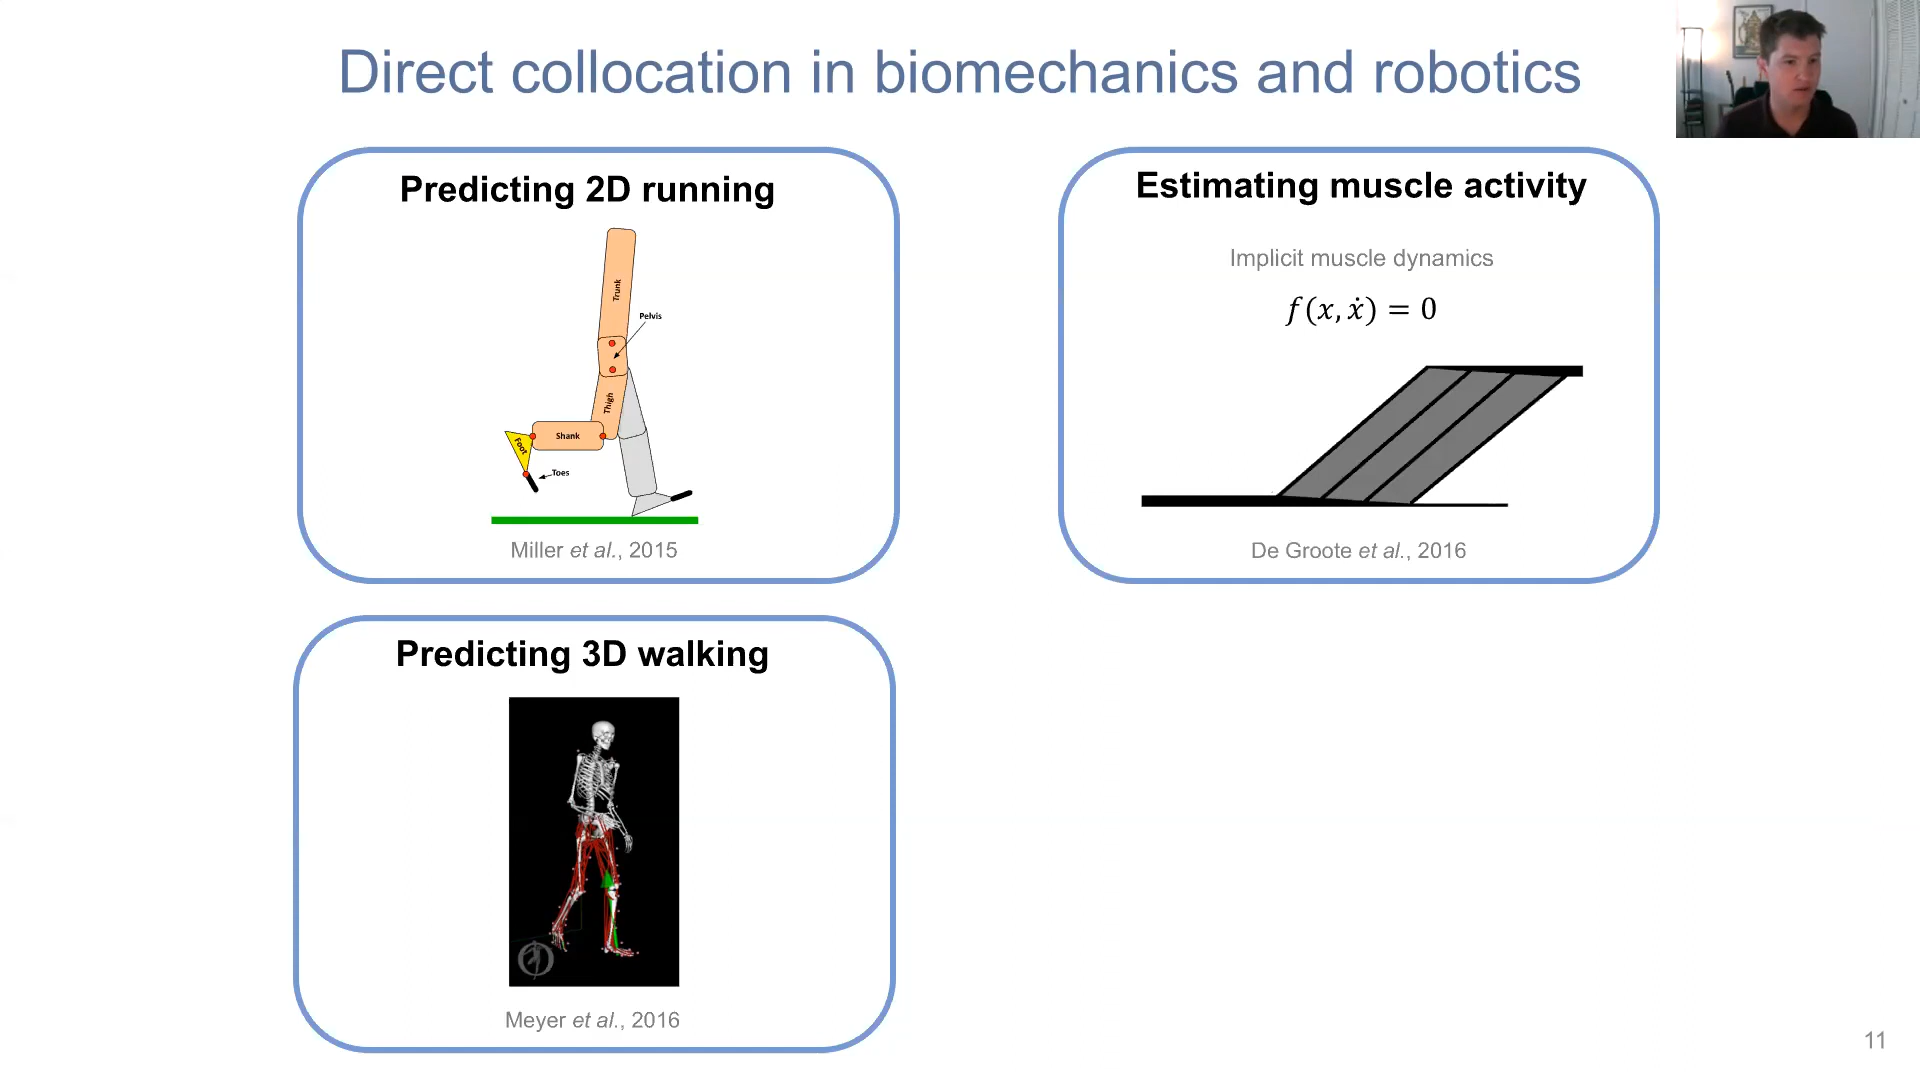 Direct collocation in biomechanics and robotics
Predicting 2D running
Trunk
Pelvis
Thigh
Shank
Foot
Toes
Miller et al., 2015
Estimating muscle activity
Implicit muscle dynamics
f(x, ẋ) = 0
De Groote et al., 2016
Predicting 3D walking
Meyer et al., 2016
11